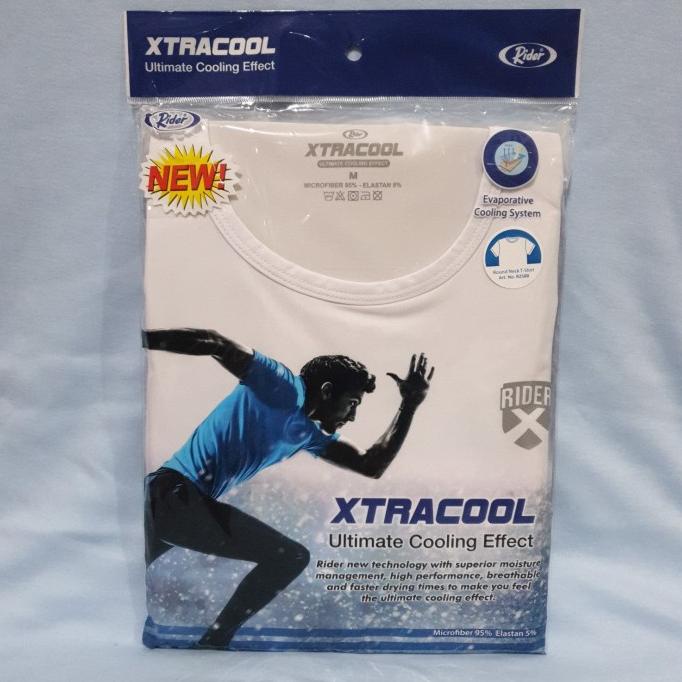 XTRACOOL
Ultimate Cooling Effect
Rider
Rider
NEW!
Rider
XTRACOOL
ULTIMATE COOLING EFFECT
M
MICROFIBER 95% - ELASTAN 5%
Evaporative
Cooling System
Round Neck T-Shirt
Art. No.
RIDER
X
XTRACOOL
Ultimate Cooling Effect
Rider new technology with superior moisture
management, high performance, breathable
and faster drying times to make you feel
the ultimate cooling effect.
Microfiber 95% Elastan 5%